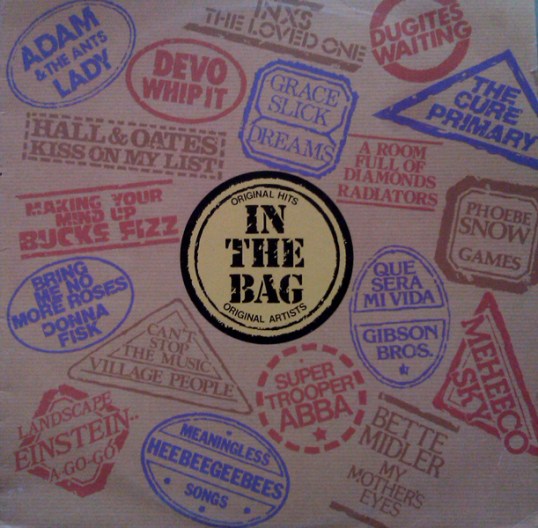 ADAM
& THE ANTS
LADY
DEVO
WHIP IT
INXS
THE LOVED ONE
DUGITES
WAITING
GRACE
SLICK
DREAMS
THE
CURE
PRIMARY
HALL & OATES
KISS ON MY LIST
A ROOM
FULL OF
DIAMONDS
RADIATORS
MAKING YOUR
MIND UP
BUCKS FIZZ
ORIGINAL HITS
IN
THE
BAG
ORIGINAL ARTISTS
PHOEBE
SNOW
GAMES
BRING
ME NO
MORE ROSES
DONNA
FISK
QUE
SERA
MI VIDA
GIBSON
BROS.
CAN'T
STOP
THE MUSIC
VILLAGE PEOPLE
SUPER
TROOPER
ABBA
MEHEECO
SKY
LANDSCAPE
EINSTEIN..
A-GO-GO
MEANINGLESS
HEEBEEGEEBEES
SONGS
BETTE
MIDLER
MY
MOTHER'S
EYES